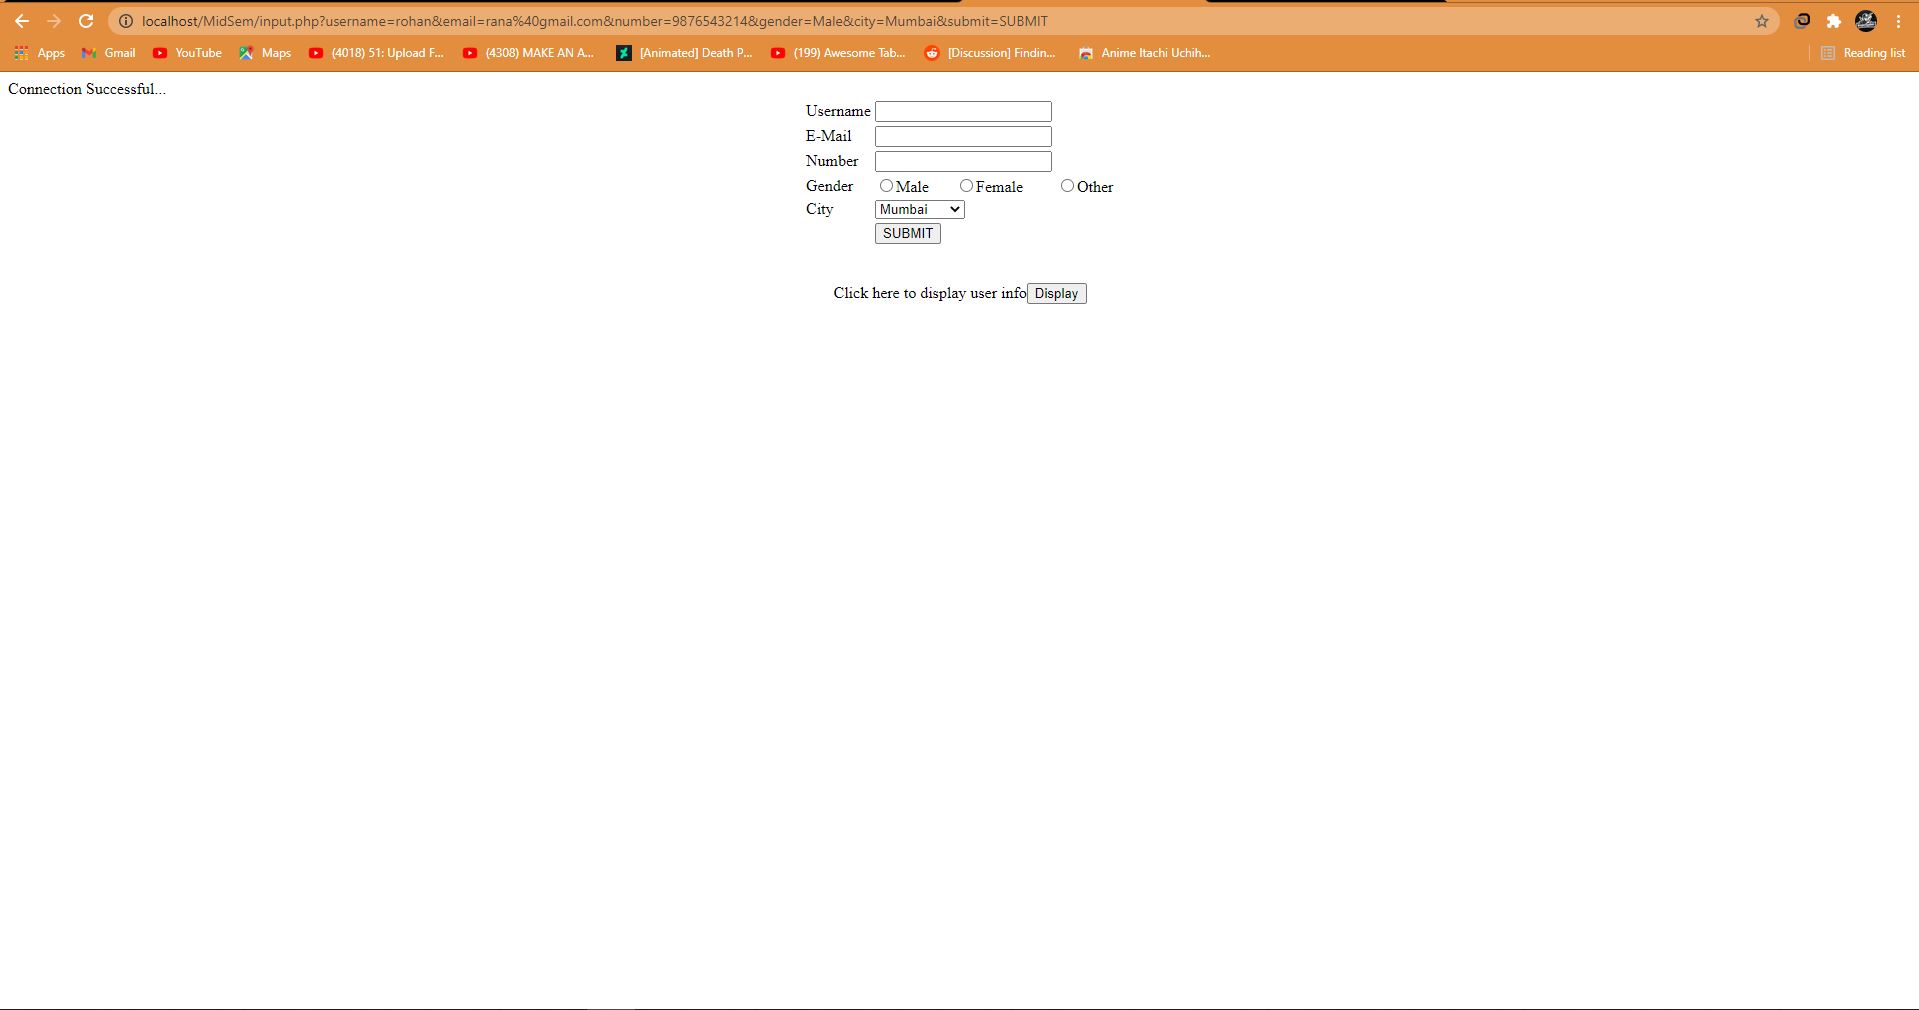 localhost/MidSem/input.php?username=rohan&email=rana%40gmail.com&number=9876543214&gender=Male&city=Mumbai&submit=SUBMIT
Apps Gmail YouTube Maps (4018) 51: Upload F... (4308) MAKE AN A... [Animated] Death P... (199) Awesome Tab... [Discussion] Findin... Anime Itachi Uchih... Reading list
Connection Successful...
Username
E-Mail
Number
Gender Male Female Other
City Mumbai
SUBMIT
Click here to display user info Display